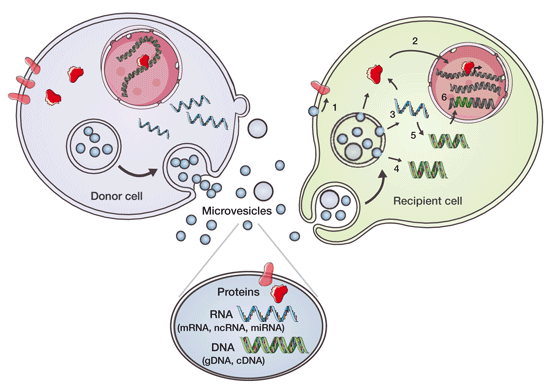 2
1
3
6
5
4
Donor cell
Microvesicles
Recipient cell
Proteins
RNA
(mRNA, ncRNA, miRNA)
DNA
(gDNA, cDNA)